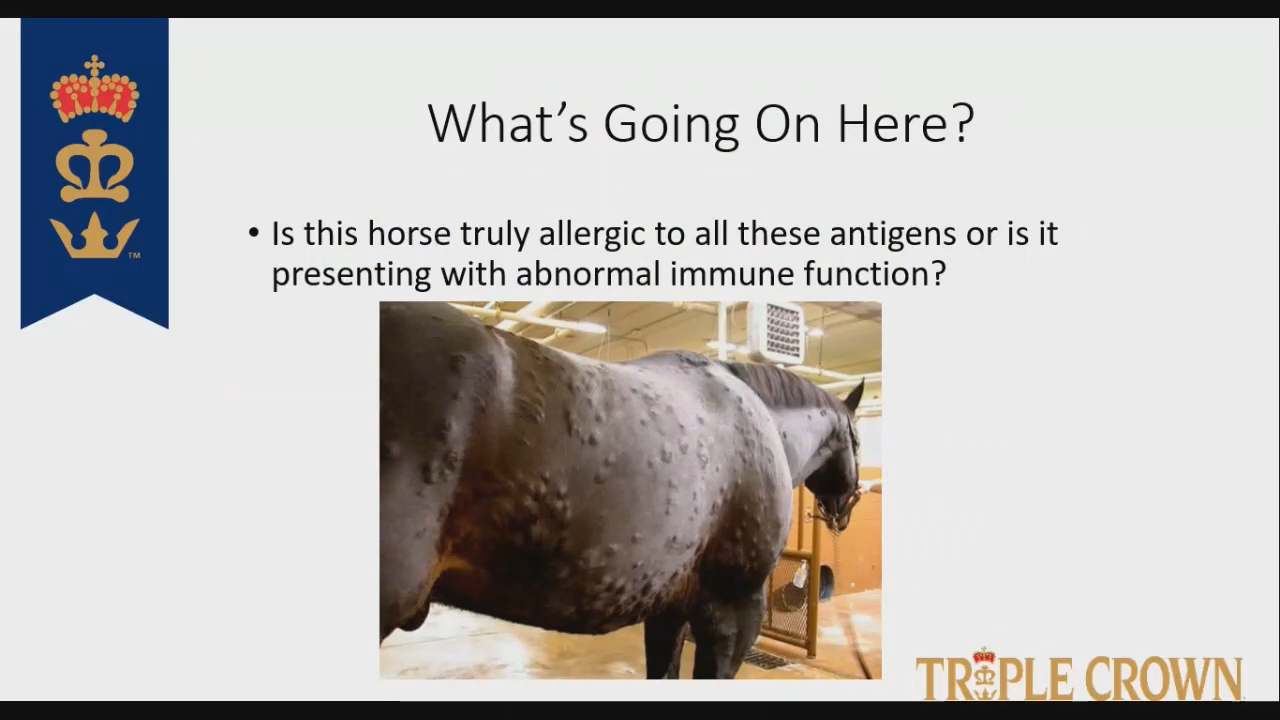 What's Going On Here?
• Is this horse truly allergic to all these antigens or is it
presenting with abnormal immune function?
TM
TRIPLE CROWN